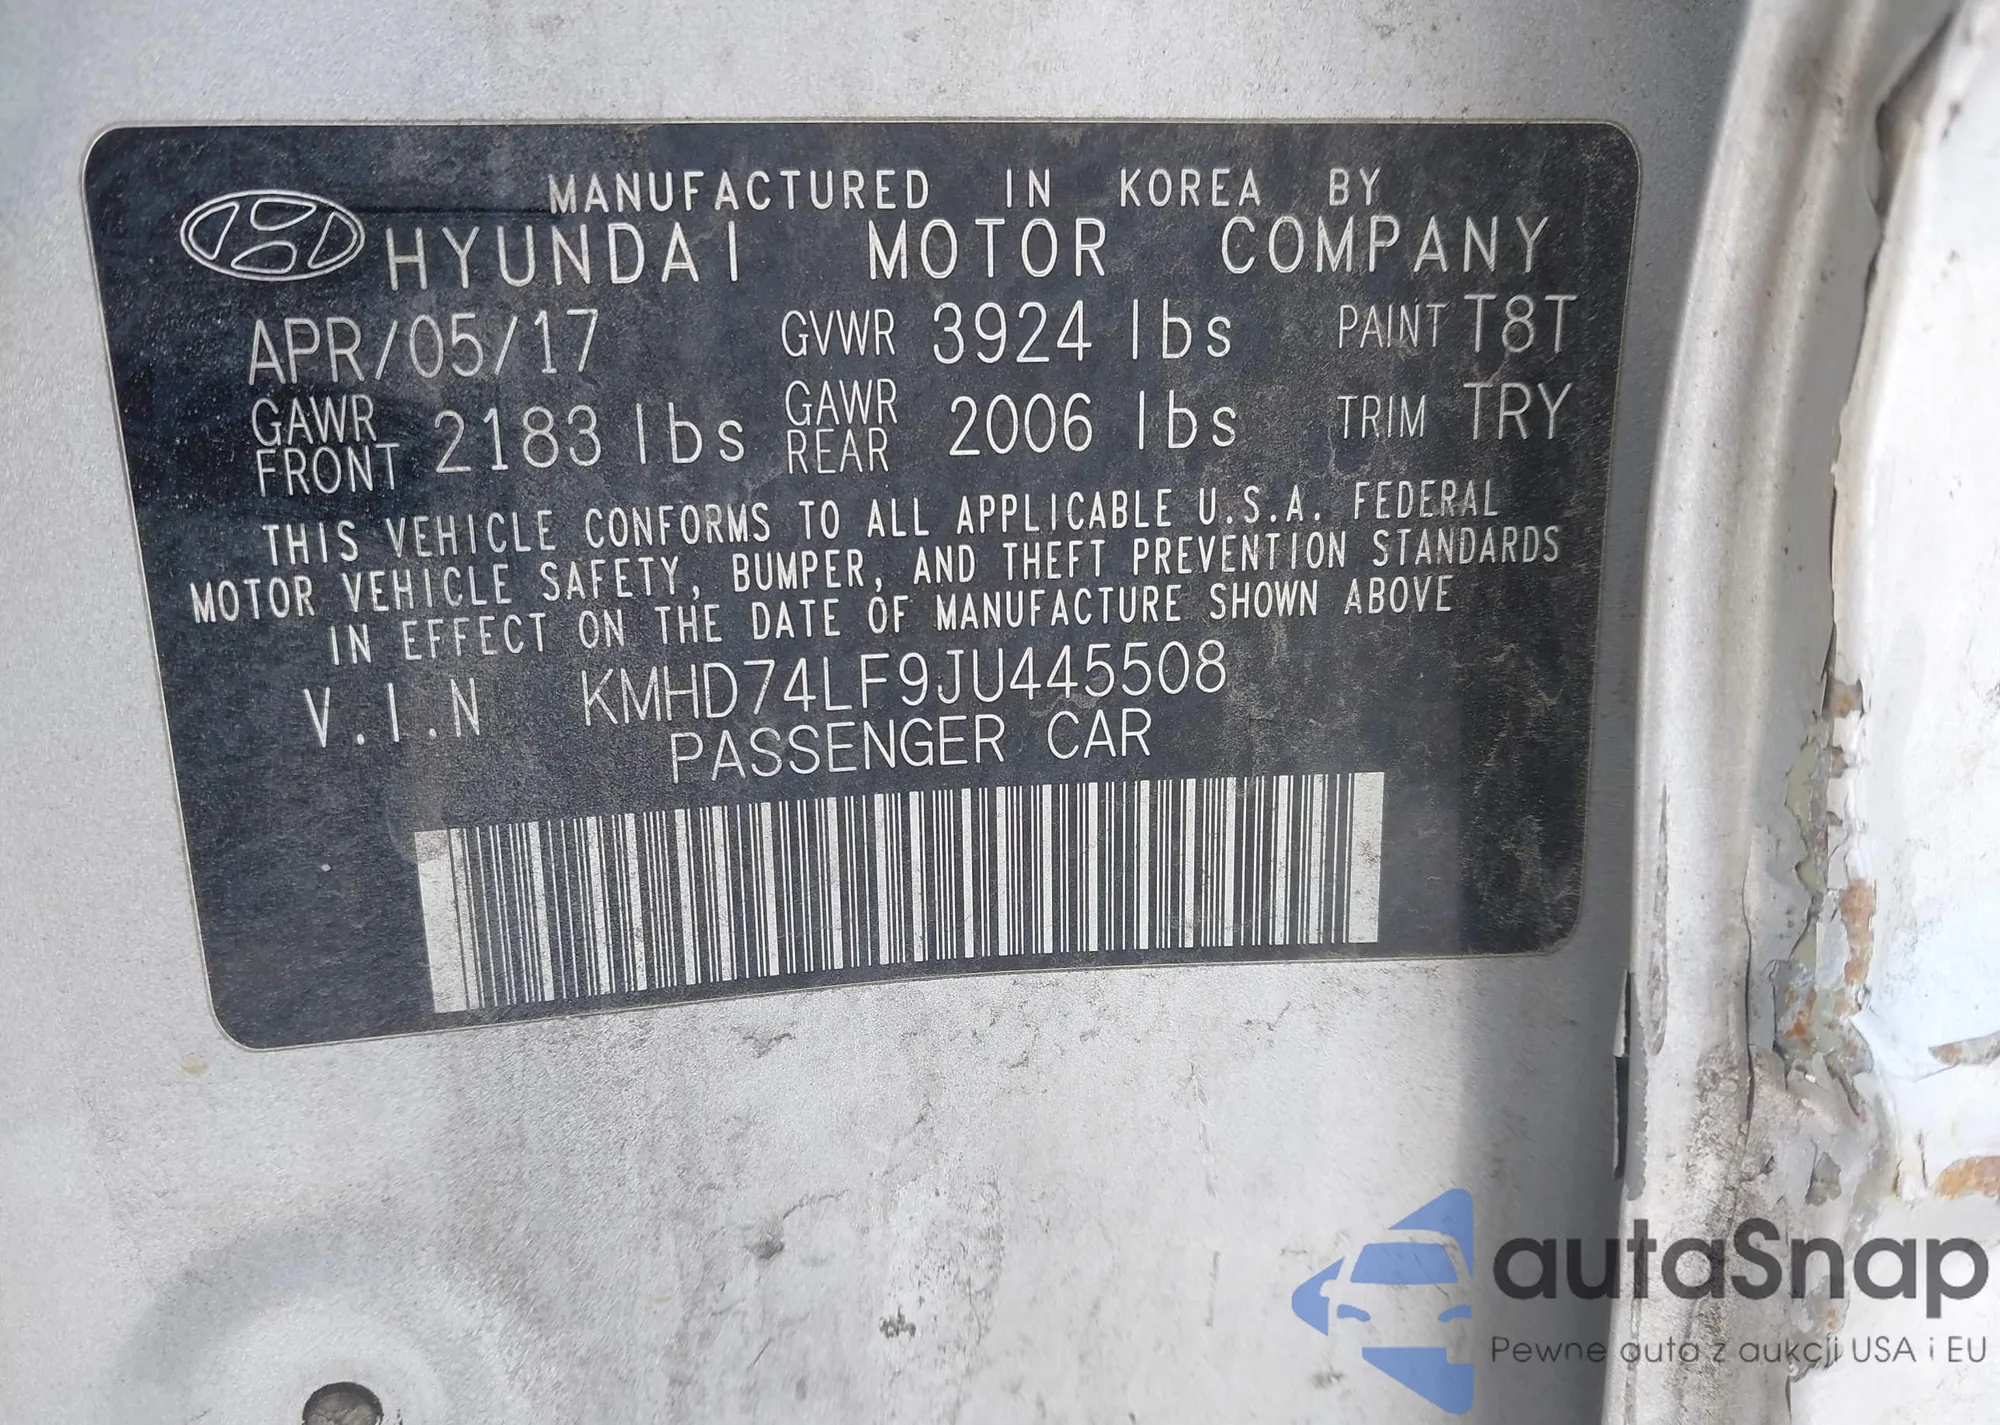 MANUFACTURED IN KOREA BY
HYUNDAI MOTOR COMPANY
APR/05/17 GVWR 3924 lbs PAINT T8T
GAWR FRONT 2183 lbs GAWR REAR 2006 lbs TRIM TRY
THIS VEHICLE CONFORMS TO ALL APPLICABLE U.S.A. FEDERAL
MOTOR VEHICLE SAFETY, BUMPER, AND THEFT PREVENTION STANDARDS
IN EFFECT ON THE DATE OF MANUFACTURE SHOWN ABOVE
V.I.N KMHD74LF9JU445508
PASSENGER CAR
autaSnap
Pewne auta z aukcji USA i EU